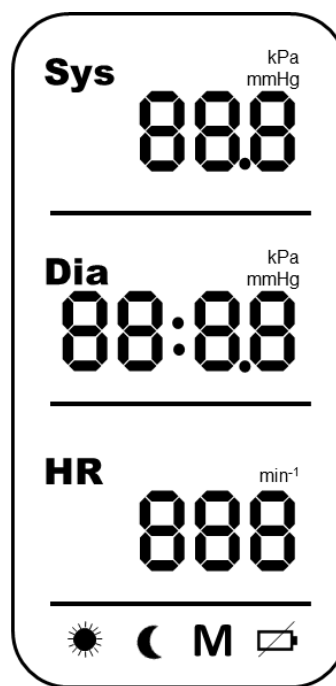 Sys kPa
mmHg
88.8
Dia kPa
mmHg
88:8.8
HR min⁻¹
888
M